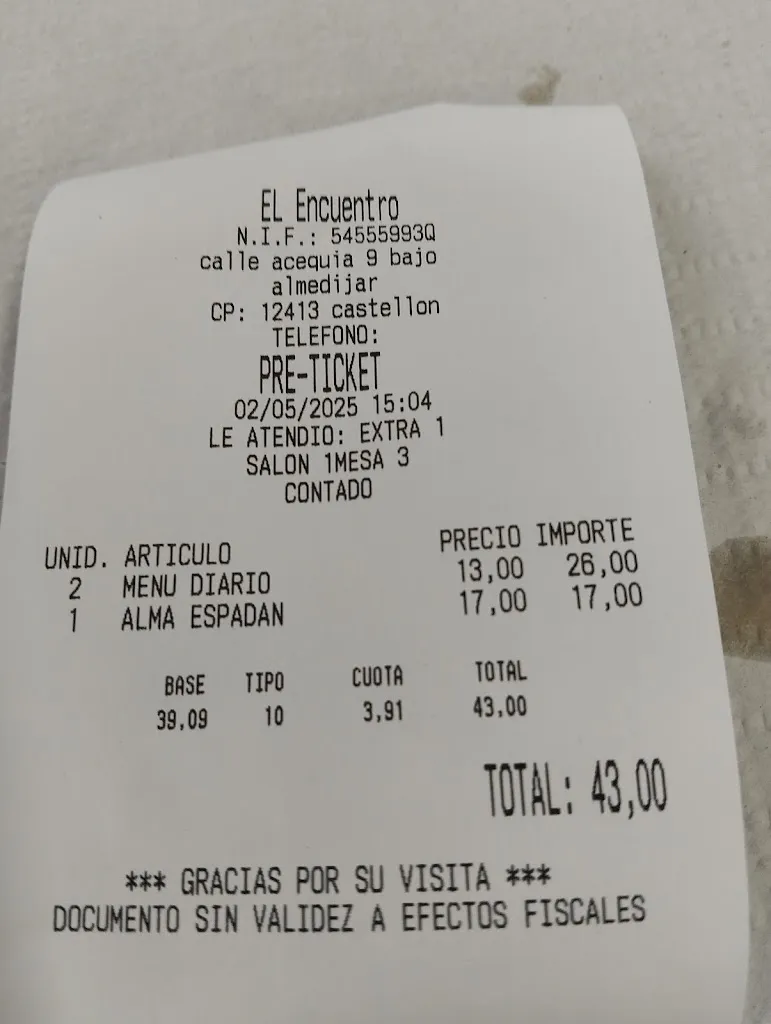 EL Encuentro
N.I.F.: 54555993Q
calle acequia 9 bajo
almedijar
CP: 12413 castellon
TELEFONO:
PRE-TICKET
02/05/2025 15:04
LE ATENDIO: EXTRA 1
SALON 1MESA 3
CONTADO
UNID. ARTICULO PRECIO IMPORTE
2 MENU DIARIO 13,00 26,00
1 ALMA ESPADAN 17,00 17,00
BASE TIPO CUOTA TOTAL
39,09 10 3,91 43,00
TOTAL: 43,00
*** GRACIAS POR SU VISITA ***
DOCUMENTO SIN VALIDEZ A EFECTOS FISCALES